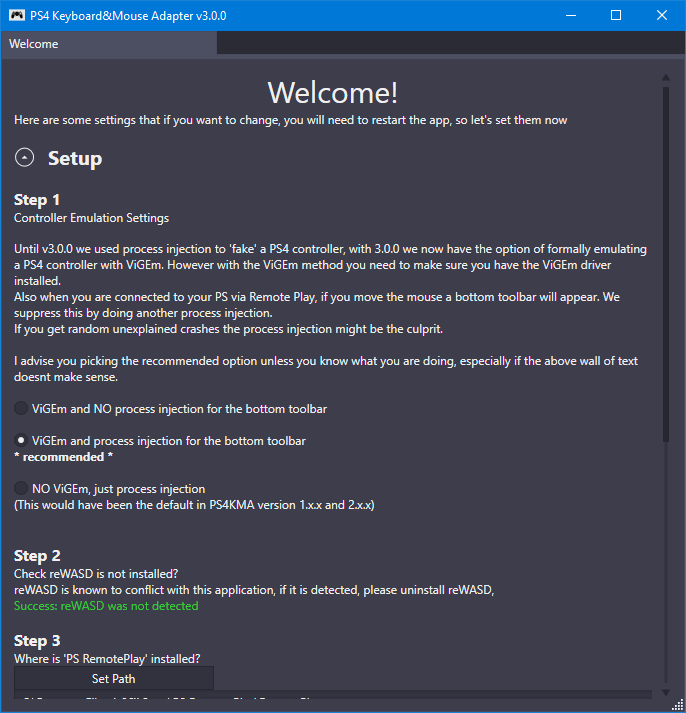 PS4 Keyboard&Mouse Adapter v3.0.0
Welcome
Welcome!
Here are some settings that if you want to change, you will need to restart the app, so let's set them now
Setup
Step 1
Controller Emulation Settings
Until v3.0.0 we used process injection to 'fake' a PS4 controller, with 3.0.0 we now have the option of formally emulating
a PS4 controller with ViGEm. However with the ViGEm method you need to make sure you have the ViGEm driver
installed.
Also when you are connected to your PS via Remote Play, if you move the mouse a bottom toolbar will appear. We
suppress this by doing another process injection.
If you get random unexplained crashes the process injection might be the culprit.
I advise you picking the recommended option unless you know what you are doing, especially if the above wall of text
doesnt make sense.
ViGEm and NO process injection for the bottom toolbar
ViGEm and process injection for the bottom toolbar
* recommended *
NO ViGEm, just process injection
(This would have been the default in PS4KMA version 1.x.x and 2.x.x)
Step 2
Check reWASD is not installed?
reWASD is known to conflict with this application, if it is detected, please uninstall reWASD,
Success: reWASD was not detected
Step 3
Where is 'PS RemotePlay' installed?
Set Path